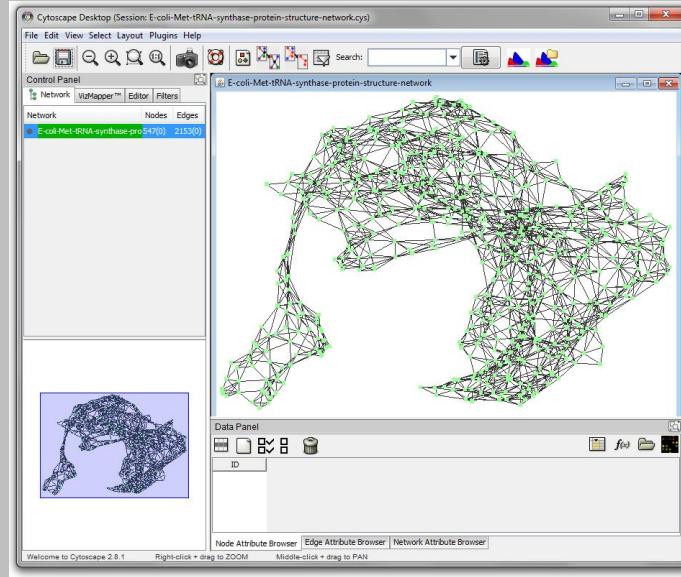 Cytoscape Desktop (Session: E-coli-Met-tRNA-synthase-protein-structure-network.cys)
File Edit View Select Layout Plugins Help
Search:
Control Panel
Network VizMapper™ Editor Filters
Network Nodes Edges
E-coli-Met-tRNA-synthase-pro 547(0) 2153(0)
E-coli-Met-tRNA-synthase-protein-structure-network
Data Panel
f(x)
ID
Node Attribute Browser Edge Attribute Browser Network Attribute Browser
Welcome to Cytoscape 2.8.1 Right-click + drag to ZOOM Middle-click + drag to PAN